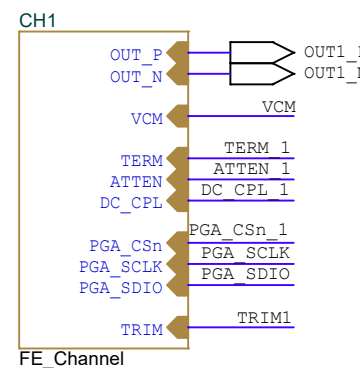 CH1
OUT_P OUT1_
OUT_N OUT1_
VCM VCM
TERM TERM_1
ATTEN ATTEN_1
DC_CPL DC_CPL_1
PGA_CSn PGA_CSn_1
PGA_SCLK PGA_SCLK
PGA_SDIO PGA_SDIO
TRIM TRIM1
FE_Channel